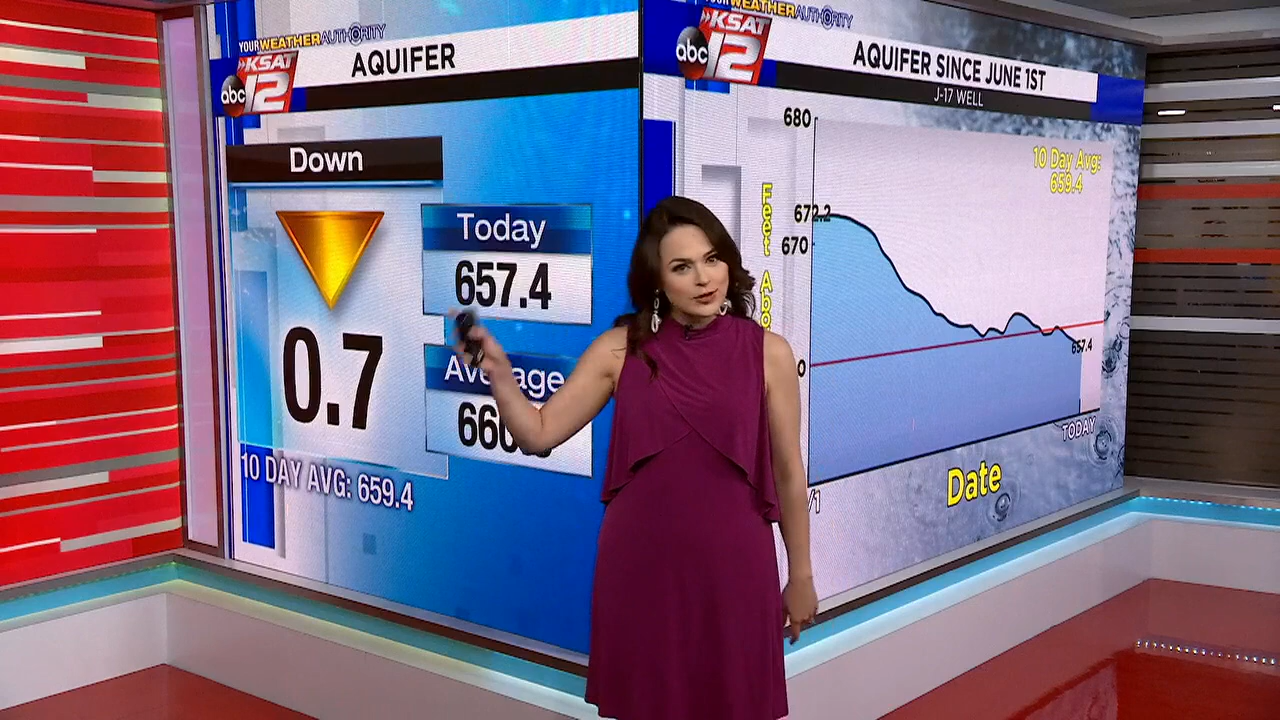 YOUR WEATHER AUTHORITY
KSAT
abc 12
AQUIFER
Down
0.7
10 DAY AVG: 659.4
Today
657.4
Average
YOUR WEATHER AUTHORITY
KSAT
abc 12
AQUIFER SINCE JUNE 1ST
J-17 WELL
680
10 Day Avg:
659.4
672.2
670
Feet
657.4
TODAY
Date